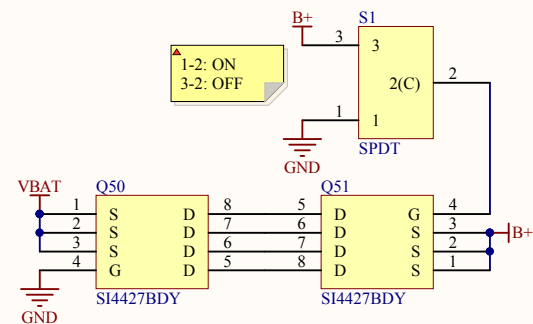 B+
S1
3
3
1-2: ON
3-2: OFF
2(C)
2
1
1
GND
SPDT
VBAT
Q50
Q51
1
S
D
8
5
D
G
4
2
S
D
7
6
D
S
3
B+
3
S
D
6
7
D
S
2
4
G
D
5
8
D
S
1
SI4427BDY
SI4427BDY
GND